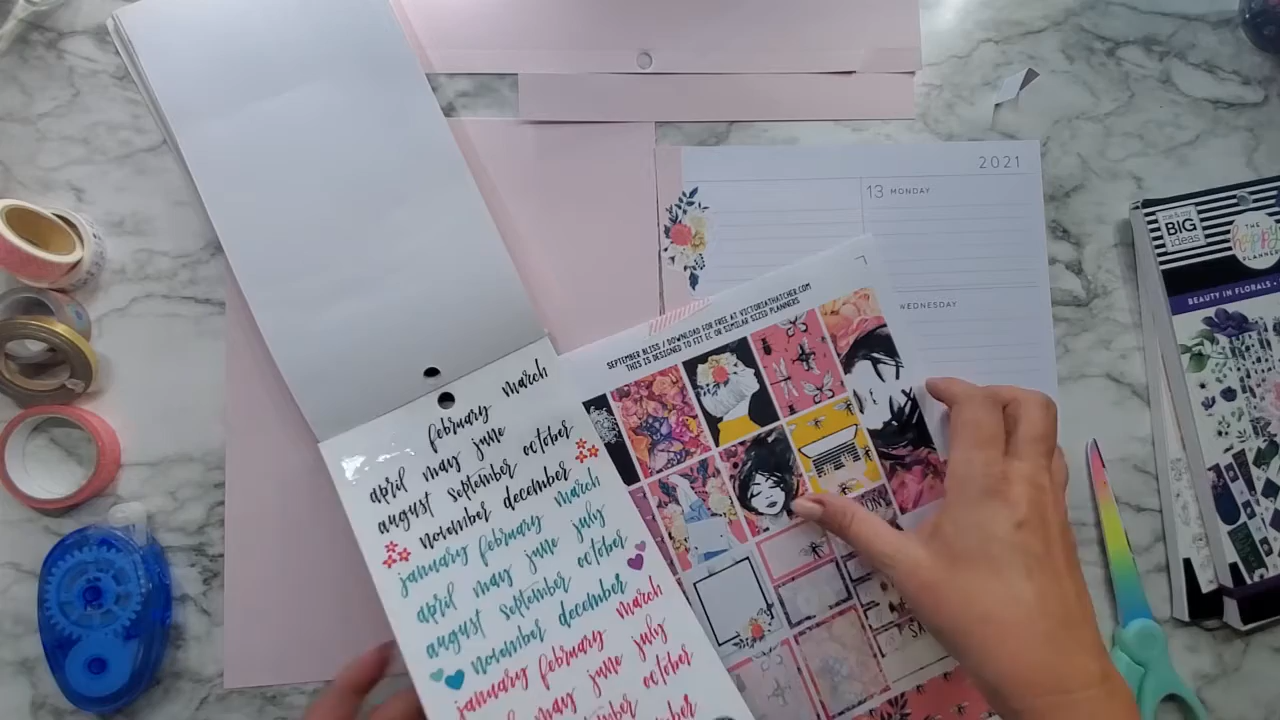 2021
13 MONDAY
WEDNESDAY
me & my
BIG
ideas
THE
happy
PLANNER
BEAUTY IN FLORALS
SEPTEMBER BLISS / DOWNLOAD FOR FREE AT VICTORIATHATCHER.COM
THIS IS DESIGNED TO FIT EC OR SIMILAR SIZED PLANNERS
february march
april may june
august september october
november december
january february march
april may june july
august september october
november december
january february march
may june july
october